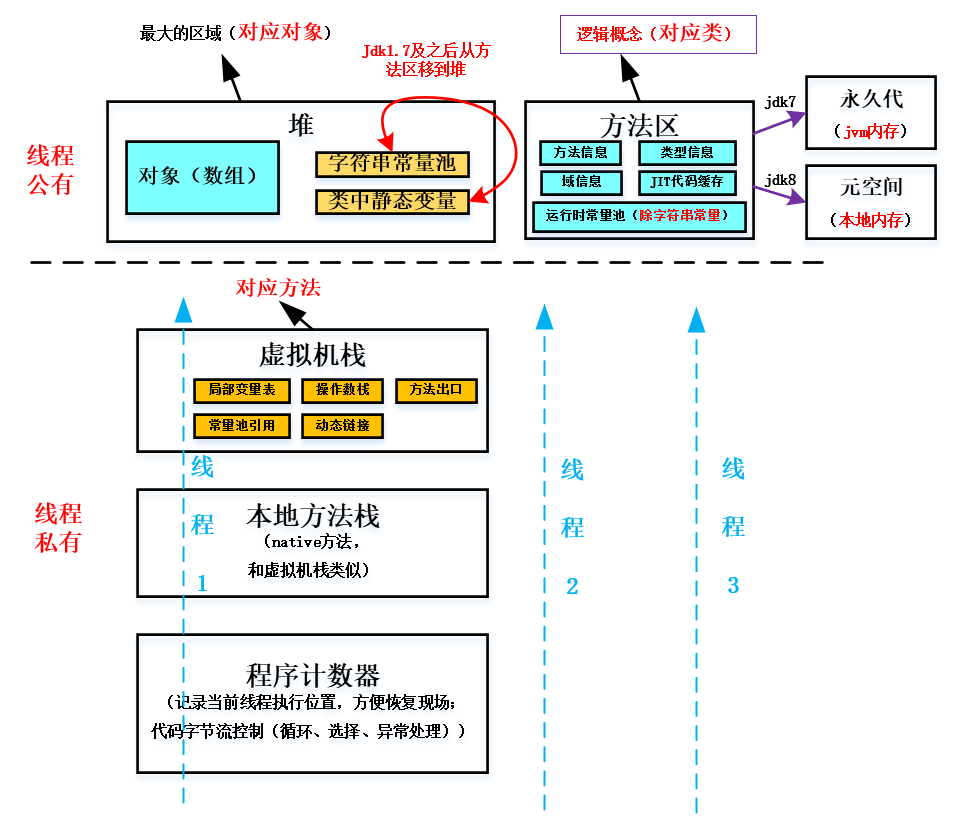 最大的区域（对应对象）
Jdk1.7及之后从方
法区移到堆
逻辑概念（对应类）
线程
公有
堆
对象（数组）
字符串常量池
类中静态变量
方法区
方法信息
类型信息
域信息
JIT代码缓存
运行时常量池（除字符串常量）
jdk7
永久代
（jvm内存）
jdk8
元空间
（本地内存）
对应方法
线程
私有
虚拟机栈
局部变量表
操作数栈
方法出口
常量池引用
动态链接
本地方法栈
（native方法，
和虚拟机栈类似）
程序计数器
（记录当前线程执行位置，方便恢复现场；
代码字节流控制（循环、选择、异常处理））
线
程
1
线
程
2
线
程
3